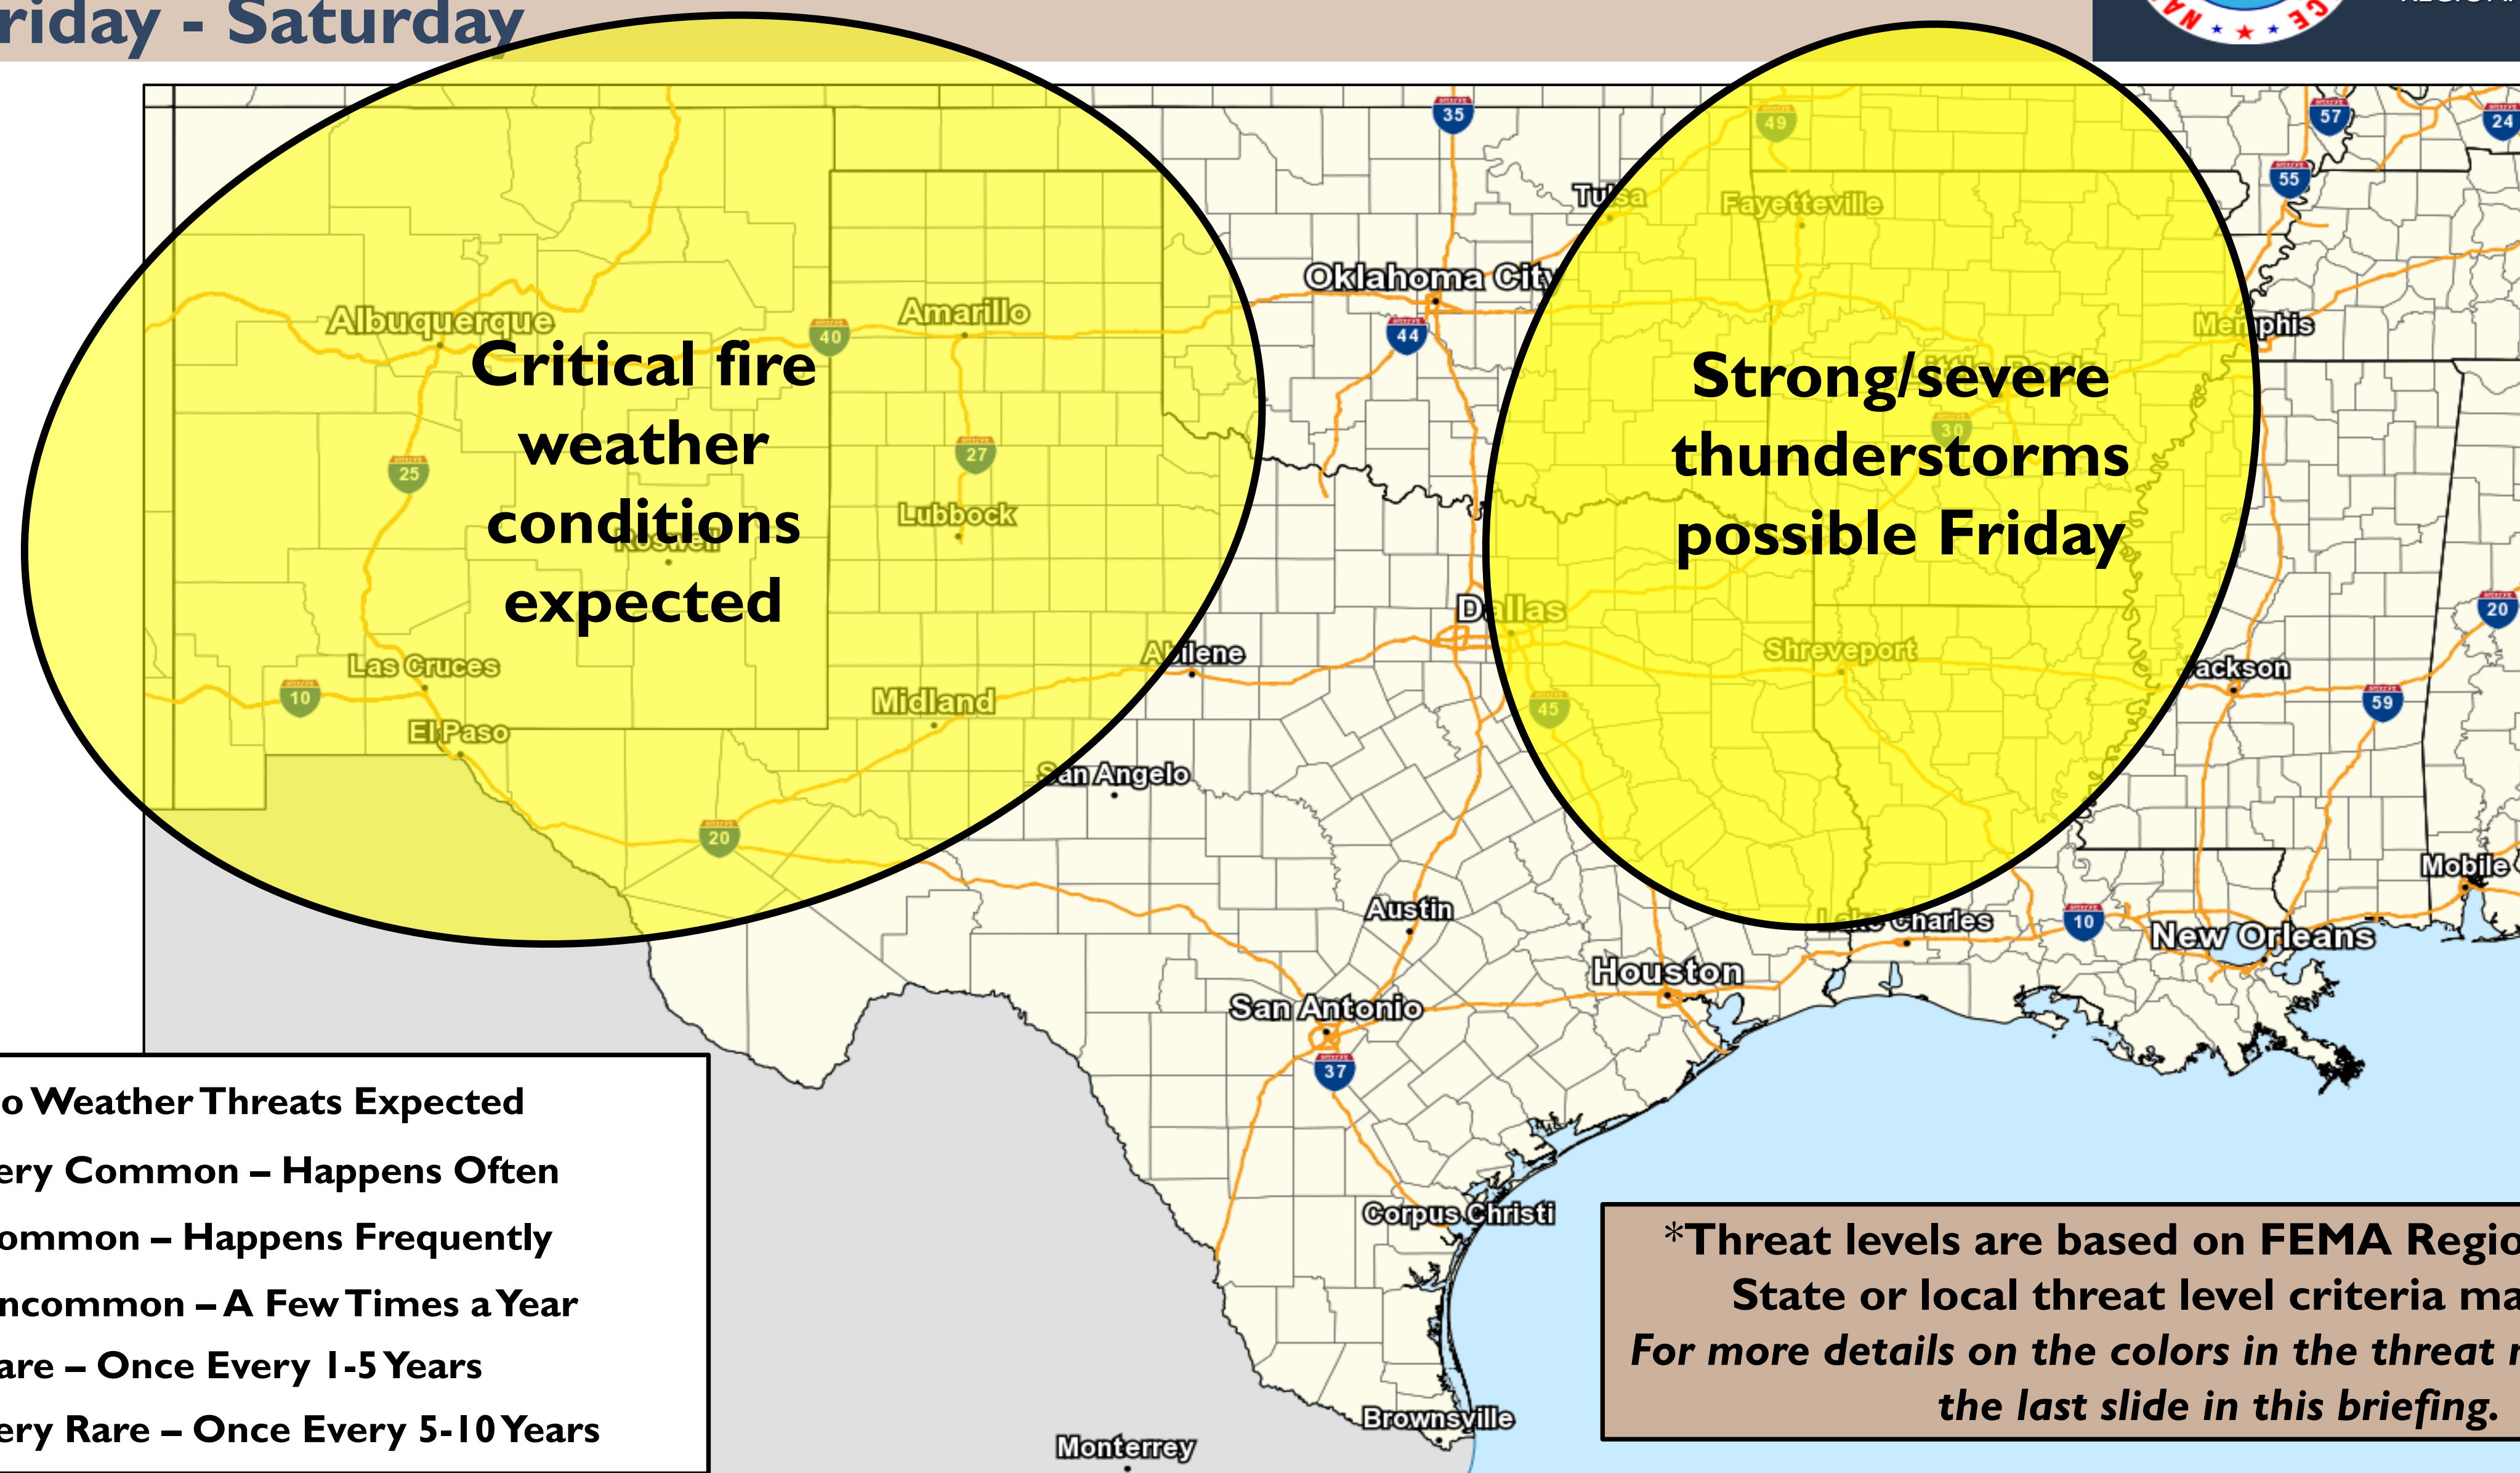 riday - Saturday
35
49
57
24
55
Tulsa
Fayetteville
Oklahoma City
Albuquerque
Amarillo
40
44
Memphis
Little Rock
Critical fire
weather
conditions
expected
Strong/severe
thunderstorms
possible Friday
25
27
30
Lubbock
Roswell
Dallas
20
Las Cruces
Abilene
Shreveport
Jackson
10
Midland
45
59
El Paso
San Angelo
20
Mobile
Austin
Lake Charles
10
New Orleans
Houston
San Antonio
37
o Weather Threats Expected
ery Common – Happens Often
ommon – Happens Frequently
ncommon – A Few Times a Year
are – Once Every 1-5 Years
ery Rare – Once Every 5-10 Years
Corpus Christi
Brownsville
Monterrey
*Threat levels are based on FEMA Regio
State or local threat level criteria ma
For more details on the colors in the threat
the last slide in this briefing.